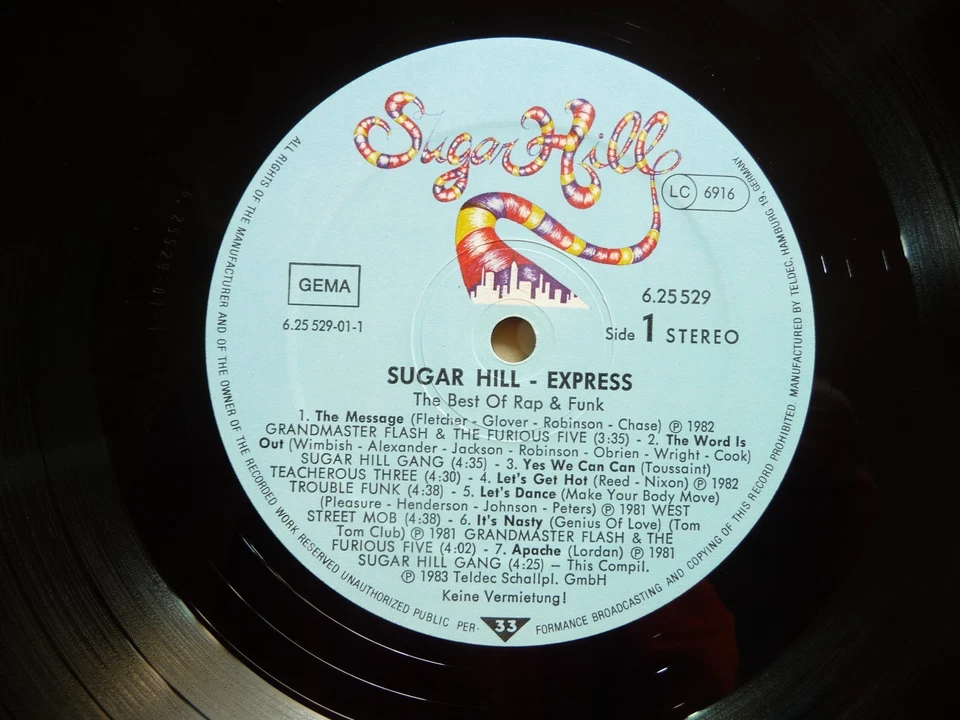 Sugar Hill
LC 6916
GEMA
6.25 529-01-1
6.25 529
Side 1 STEREO
SUGAR HILL - EXPRESS
The Best Of Rap & Funk
1. The Message (Fletcher - Glover - Robinson - Chase) ℗ 1982
GRANDMASTER FLASH & THE FURIOUS FIVE (3:35) - 2. The Word Is
Out (Wimbish - Alexander - Jackson - Robinson - Obrien - Wright - Cook)
SUGAR HILL GANG (4:35) - 3. Yes We Can Can (Toussaint)
TEACHEROUS THREE (4:30) - 4. Let's Get Hot (Reed - Nixon) ℗ 1982
TROUBLE FUNK (4:38) - 5. Let's Dance (Make Your Body Move)
(Pleasure - Henderson - Johnson - Peters) ℗ 1981 WEST
STREET MOB (4:38) - 6. It's Nasty (Genius Of Love) (Tom
Tom Club) ℗ 1981 GRANDMASTER FLASH & THE
FURIOUS FIVE (4:02) - 7. Apache (Lordan) ℗ 1981
SUGAR HILL GANG (4:25) — This Compil.
℗ 1983 Teldec Schallpl. GmbH
Keine Vermietung!
33
ALL RIGHTS OF THE MANUFACTURER AND OF THE OWNER OF THE RECORDED WORK RESERVED UNAUTHORIZED PUBLIC PER- FORMANCE BROADCASTING AND COPYING OF THIS RECORD PROHIBITED. MANUFACTURED BY TELDEC, HAMBURG 19, GERMANY